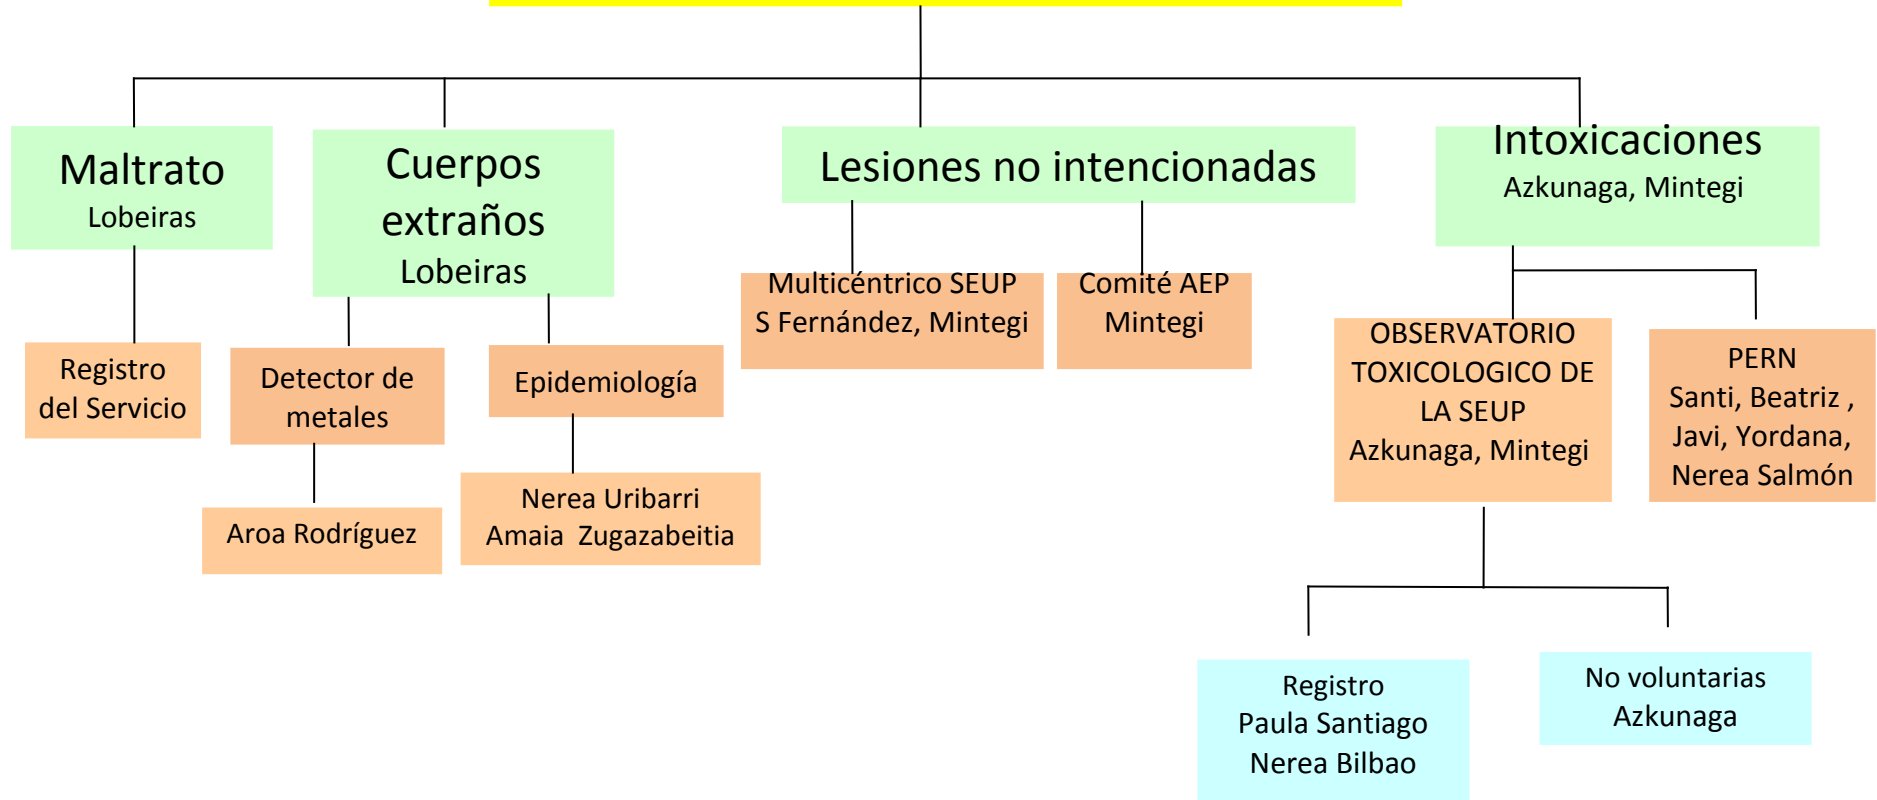 Maltrato
Lobeiras
Cuerpos
extraños
Lobeiras
Lesiones no intencionadas
Intoxicaciones
Azkunaga, Mintegi
Registro
del Servicio
Detector de
metales
Epidemiología
Multicéntrico SEUP
S Fernández, Mintegi
Comité AEP
Mintegi
OBSERVATORIO
TOXICOLOGICO DE
LA SEUP
Azkunaga, Mintegi
PERN
Santi, Beatriz ,
Javi, Yordana,
Nerea Salmón
Aroa Rodríguez
Nerea Uribarri
Amaia  Zugazabeitia
Registro
Paula Santiago
Nerea Bilbao
No voluntarias
Azkunaga